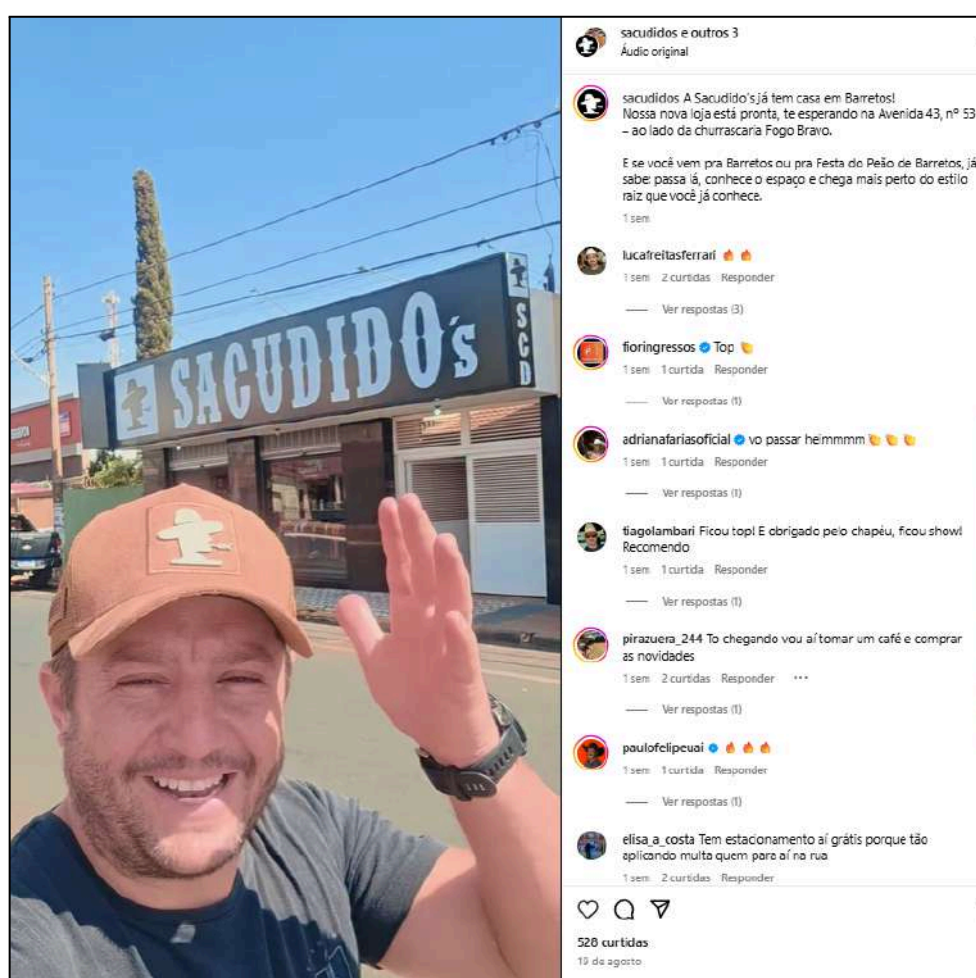 SACUDIDO's
SCD
sacudidos e outros 3
Áudio original
sacudidos A Sacudido's já tem casa em Barretos!
Nossa nova loja está pronta, te esperando na Avenida 43, nº 53
– ao lado da churrascaria Fogo Bravo.
E se você vem pra Barretos ou pra Festa do Peão de Barretos, já
sabe: passa lá, conhece o espaço e chega mais perto do estilo
raiz que você já conhece.
1 sem
lucafreitasferrari 🔥 🔥
1 sem 2 curtidas Responder
Ver respostas (3)
fioringressos Top 👏
1 sem 1 curtida Responder
Ver respostas (1)
adrianafariasoficial vo passar heimmmm 👏 👏 👏
1 sem 1 curtida Responder
Ver respostas (1)
tiagolambari Ficou top! E obrigado pelo chapéu, ficou show!
Recomendo
1 sem 1 curtida Responder
Ver respostas (1)
pirazuera_244 To chegando vou aí tomar um café e comprar
as novidades
1 sem 2 curtidas Responder ...
Ver respostas (1)
paulofelipeuai 🔥 🔥 🔥
1 sem 1 curtida Responder
Ver respostas (1)
elisa_a_costa Tem estacionamento aí grátis porque tão
aplicando multa quem para aí na rua
1 sem 2 curtidas Responder
528 curtidas
19 de agosto